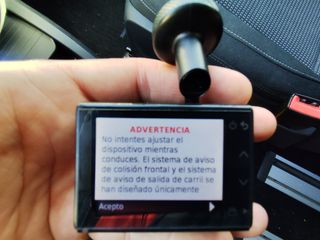 ADVERTENCIA
No intentes ajustar el
dispositivo mientras
conduces. El sistema de aviso
de colisión frontal y el sistema
de aviso de salida de carril se
han diseñado únicamente
Acepto